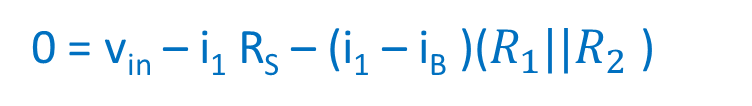 0 = v_in – i_1 R_S – (i_1 – i_B )(R_1||R_2 )